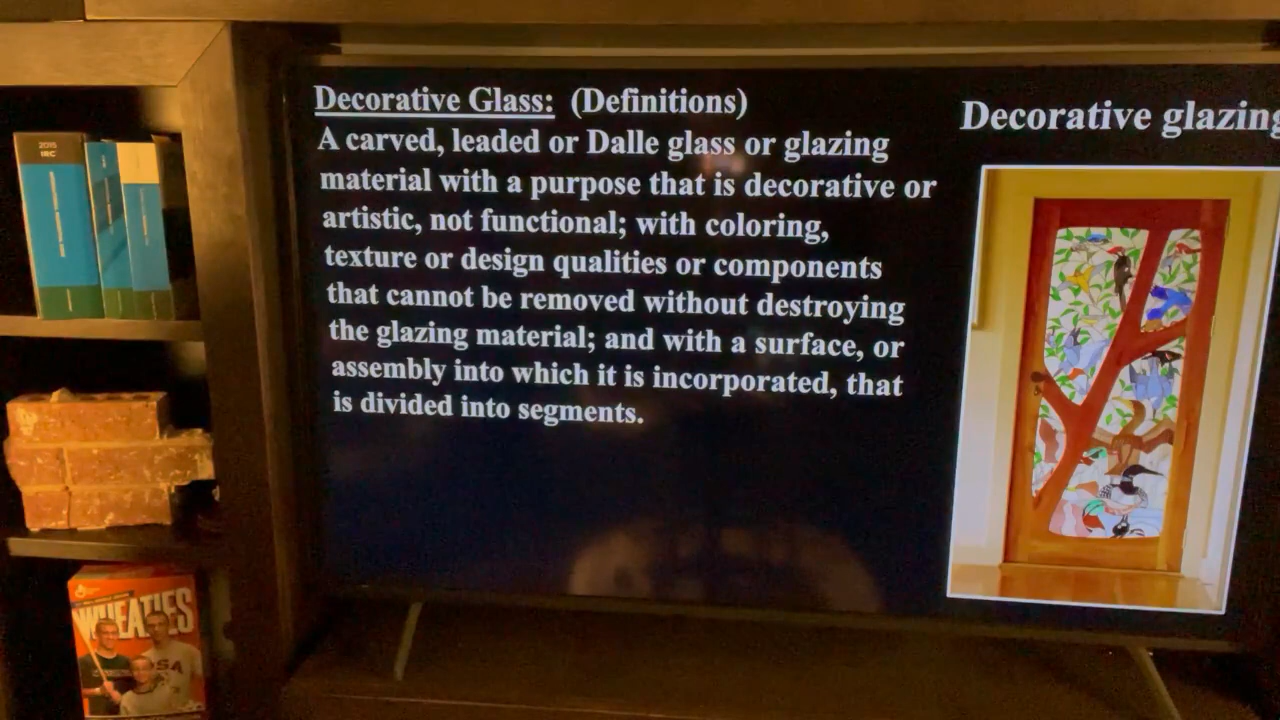 Decorative Glass: (Definitions)
A carved, leaded or Dalle glass or glazing
material with a purpose that is decorative or
artistic, not functional; with coloring,
texture or design qualities or components
that cannot be removed without destroying
the glazing material; and with a surface, or
assembly into which it is incorporated, that
is divided into segments.
Decorative glazing
2015
IRC
WHEATIES
USA